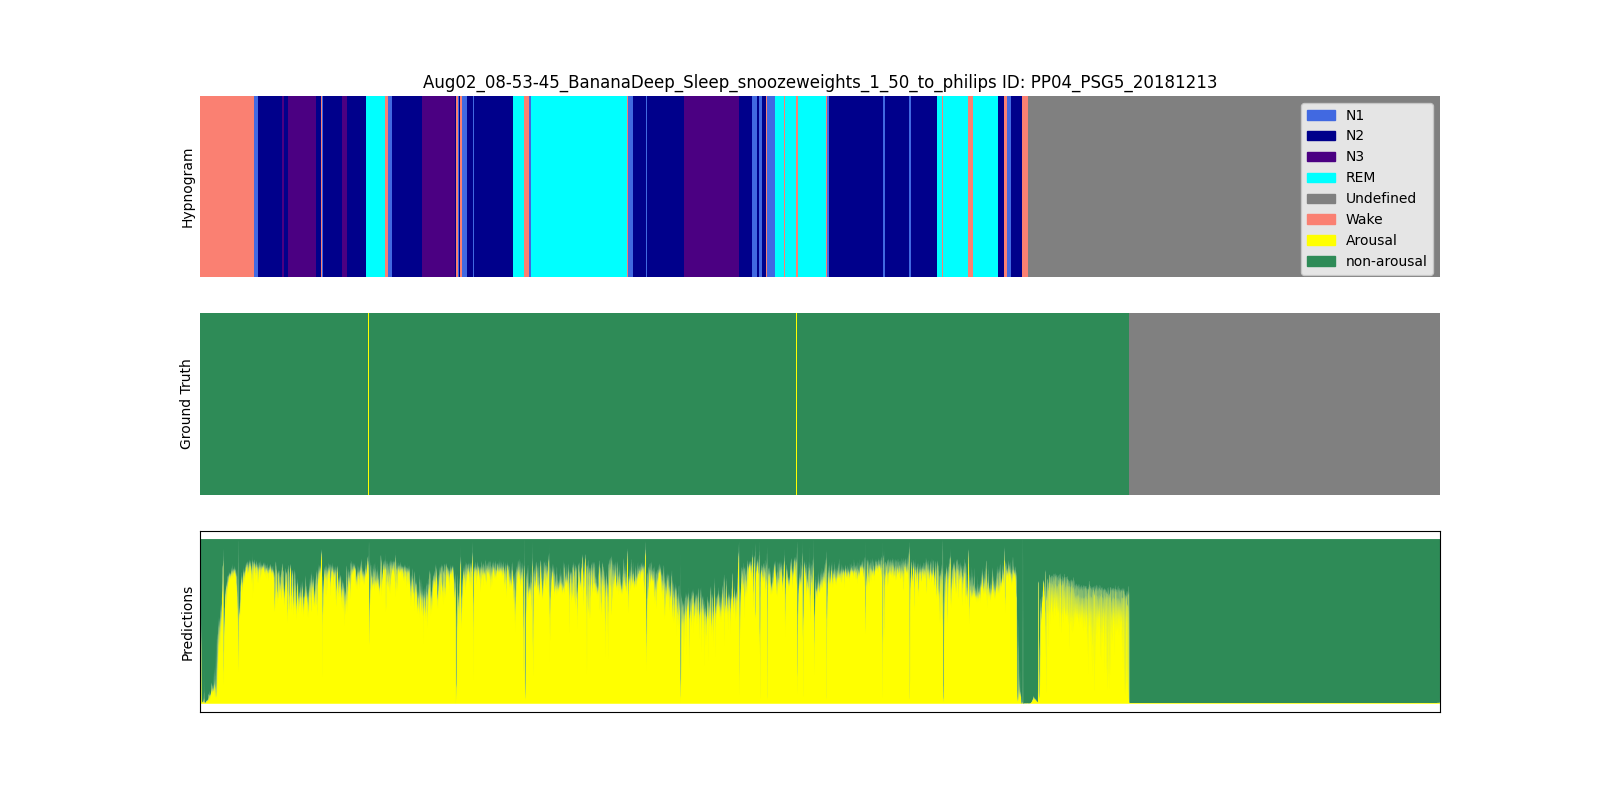 Aug02_08-53-45_BananaDeep_Sleep_snoozeweights_1_50_to_philips ID: PP04_PSG5_20181213
Hypnogram
N1
N2
N3
REM
Undefined
Wake
Arousal
non-arousal
Ground Truth
Predictions